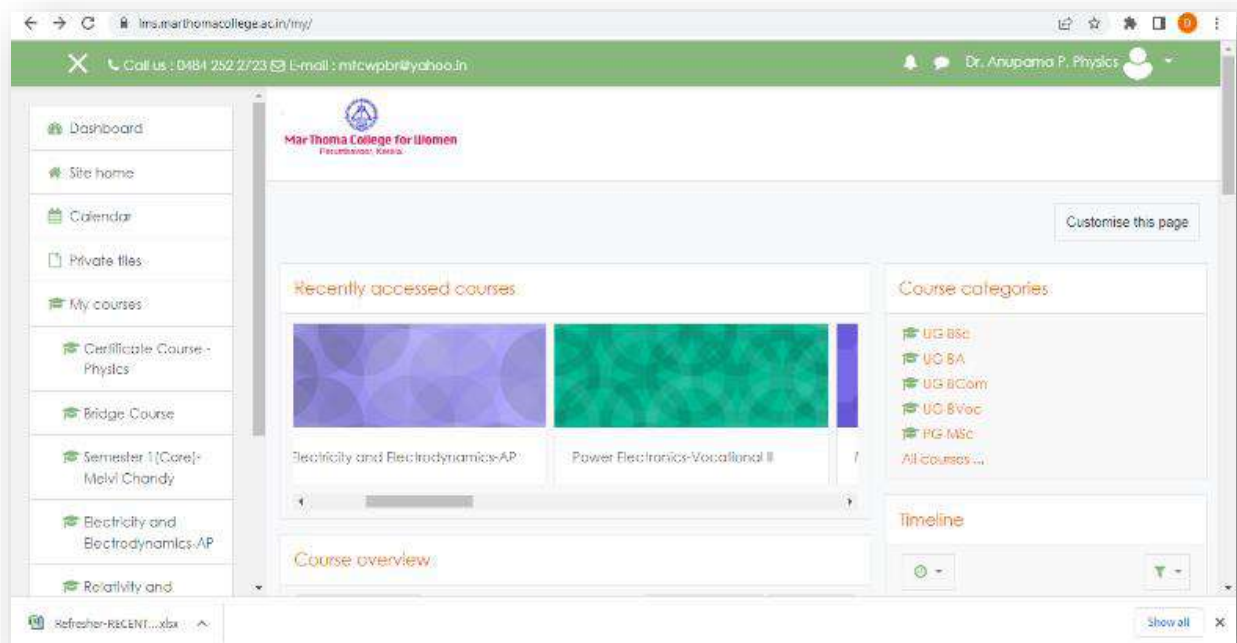 lms.marthomacollege.ac.in/my/
D
Call us : 0484 252 2723 E-mail : mtcwpbr@yahoo.in
Dr. Anupama P. Physics
Dashboard
Site home
Calendar
Private files
My courses
Certificate Course -
Physics
Bridge Course
Semester 1(Core)-
Melvi Chandy
Electricity and
Electrodynamics-AP
Relativity and
Mar Thoma College for Women
Perumbavoor, Kerala
Customise this page
Recently accessed courses
Electricity and Electrodynamics-AP
Power Electronics-Vocational II
Course overview
Course categories
UG BSc
UG BA
UG BCom
UG BVoc
PG MSc
All courses ...
Timeline
Refresher-RECENT....xlsx
Show all